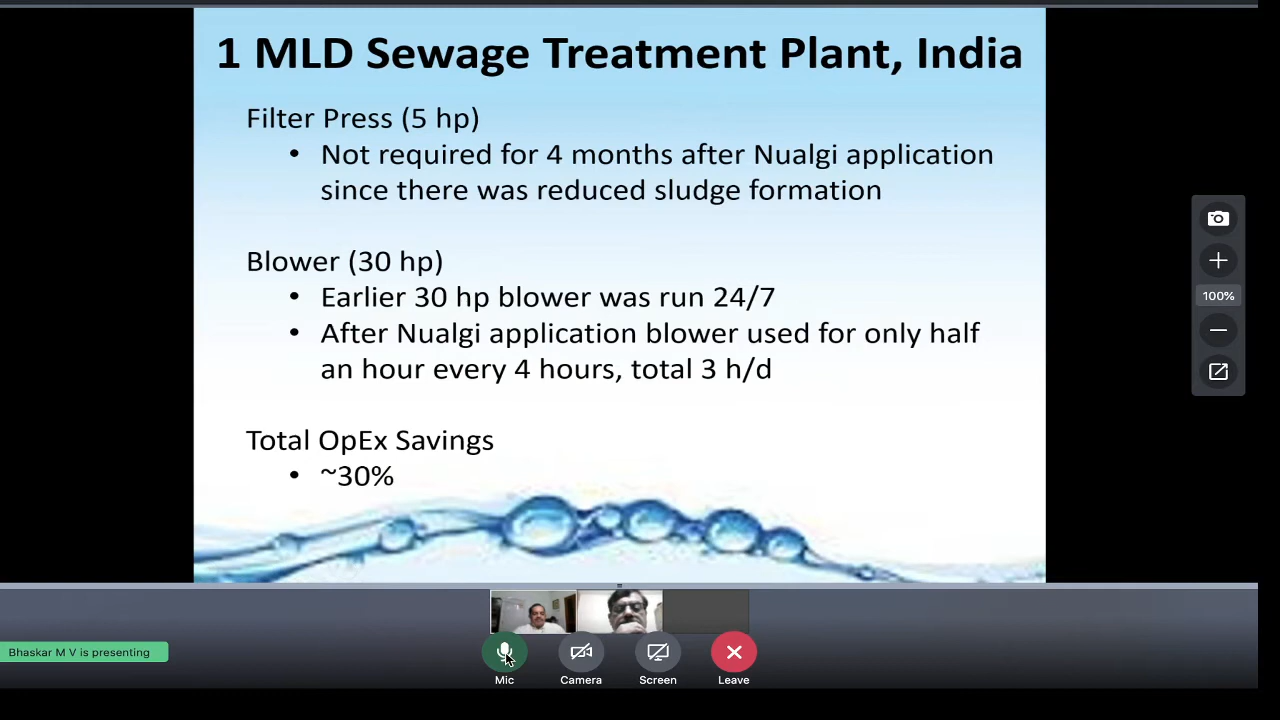 1 MLD Sewage Treatment Plant, India
Filter Press (5 hp)
• Not required for 4 months after Nualgi application
since there was reduced sludge formation
Blower (30 hp)
• Earlier 30 hp blower was run 24/7
• After Nualgi application blower used for only half
an hour every 4 hours, total 3 h/d
Total OpEx Savings
• ~30%
100%
Bhaskar M V is presenting
Mic
Camera
Screen
Leave